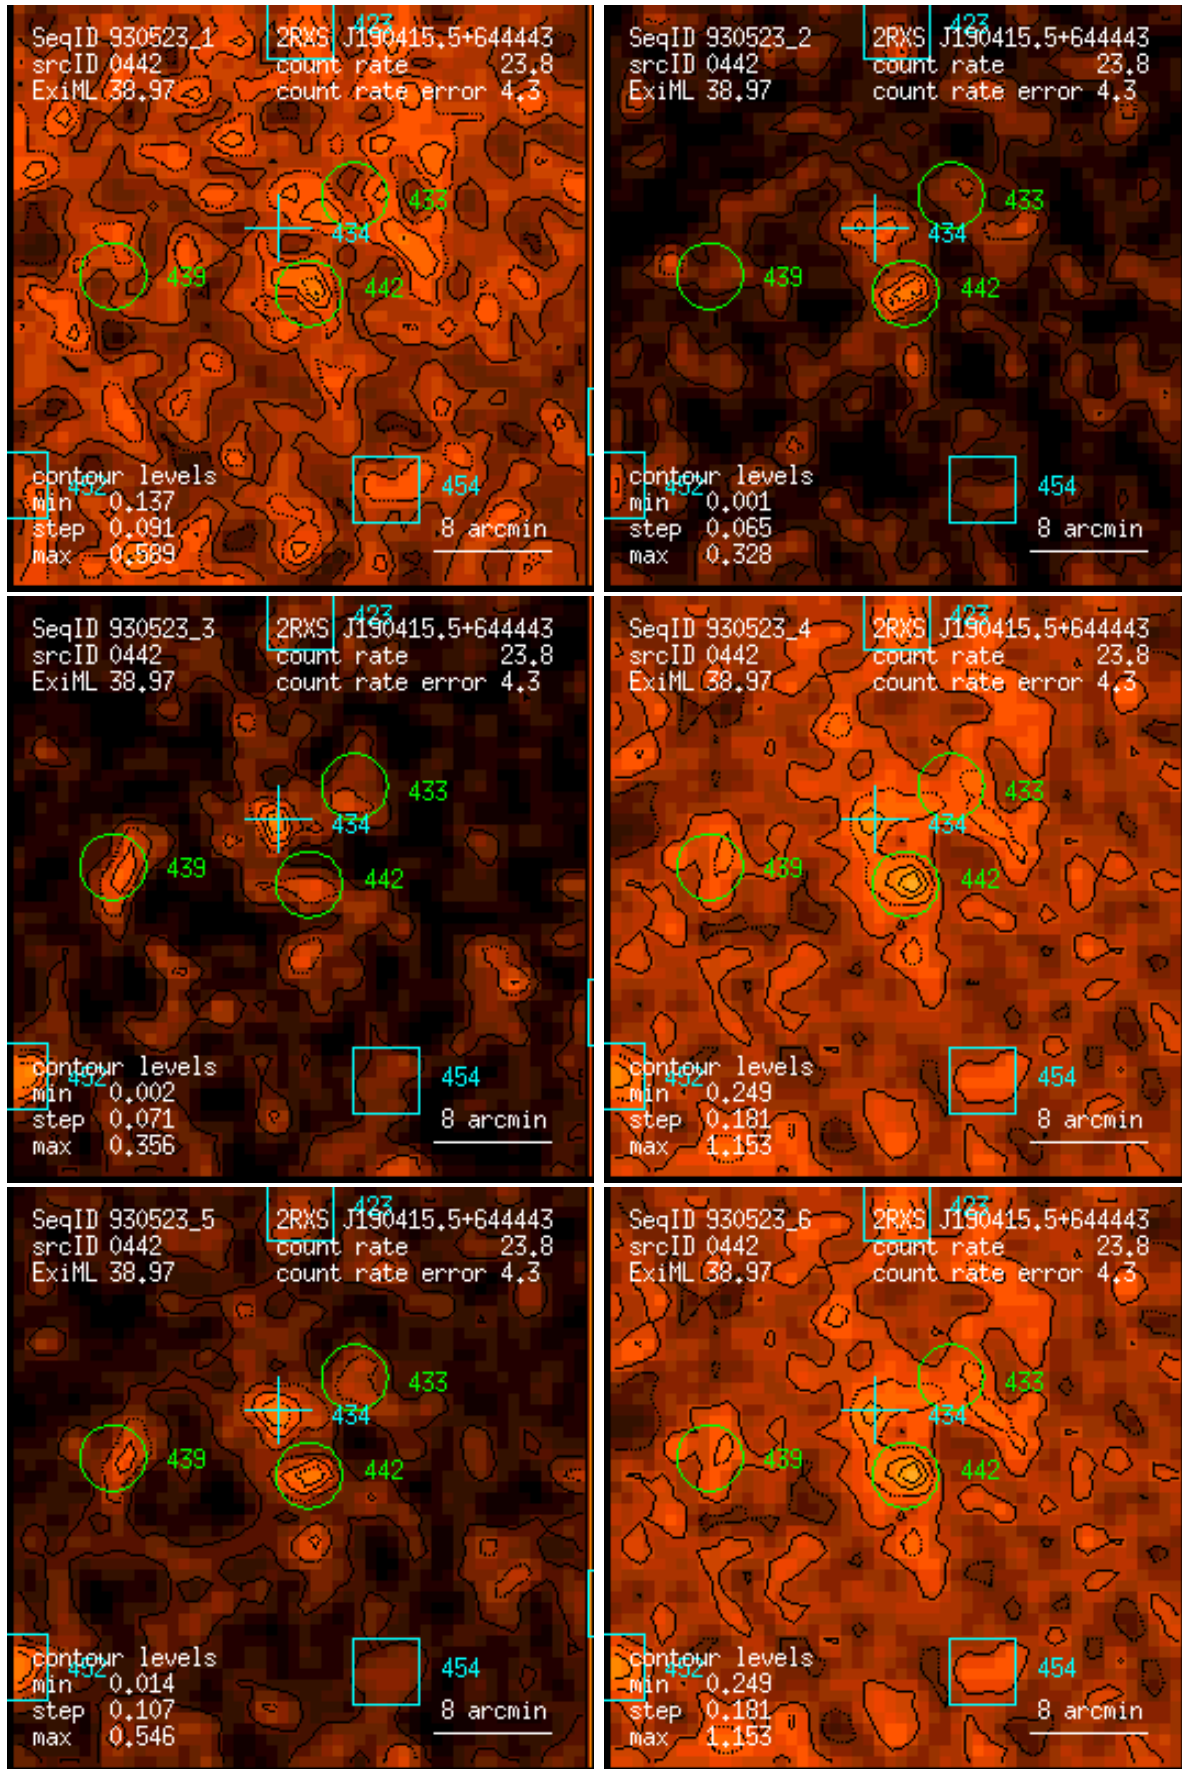 423
SeqID 930523_1 2RXS J190415.5+644443
srcID 0442 count rate 23.8
ExiML 38.97 count rate error 4.3
433
434
439
442
contour levels
452
454
min 0.137
step 0.091
max 0.589
8 arcmin
423
SeqID 930523_2 2RXS J190415.5+644443
srcID 0442 count rate 23.8
ExiML 38.97 count rate error 4.3
433
434
439
442
contour levels
452
454
min 0.001
step 0.065
max 0.328
8 arcmin
423
SeqID 930523_3 2RXS J190415.5+644443
srcID 0442 count rate 23.8
ExiML 38.97 count rate error 4.3
433
434
439
442
contour levels
452
454
min 0.002
step 0.071
max 0.356
8 arcmin
423
SeqID 930523_4 2RXS J190415.5+644443
srcID 0442 count rate 23.8
ExiML 38.97 count rate error 4.3
433
434
439
442
contour levels
452
454
min 0.249
step 0.181
max 1.153
8 arcmin
423
SeqID 930523_5 2RXS J190415.5+644443
srcID 0442 count rate 23.8
ExiML 38.97 count rate error 4.3
433
434
439
442
contour levels
452
454
min 0.014
step 0.107
max 0.546
8 arcmin
423
SeqID 930523_6 2RXS J190415.5+644443
srcID 0442 count rate 23.8
ExiML 38.97 count rate error 4.3
433
434
439
442
contour levels
452
454
min 0.249
step 0.181
max 1.153
8 arcmin